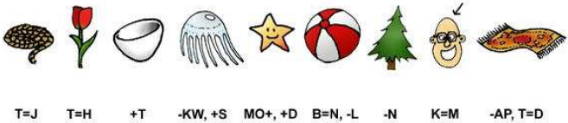 T=J T=H +T -KW, +S MO+, +D B=N, -L -N K=M -AP, T=D